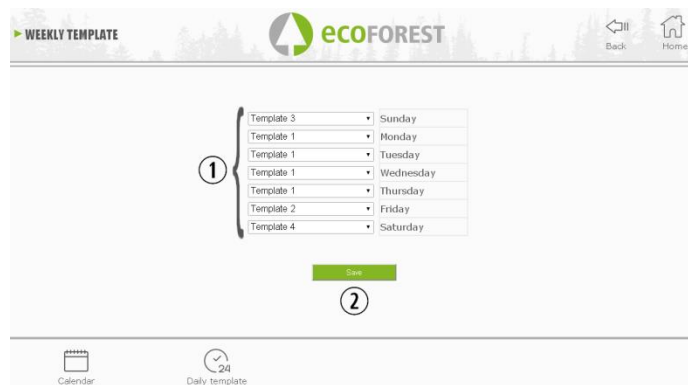 WEEKLY TEMPLATE
ecoFOREST
Back
Home
Template 3 Sunday
Template 1 Monday
Template 1 Tuesday
1
Template 1 Wednesday
Template 1 Thursday
Template 2 Friday
Template 4 Saturday
Save
2
24
Calendar
Daily template